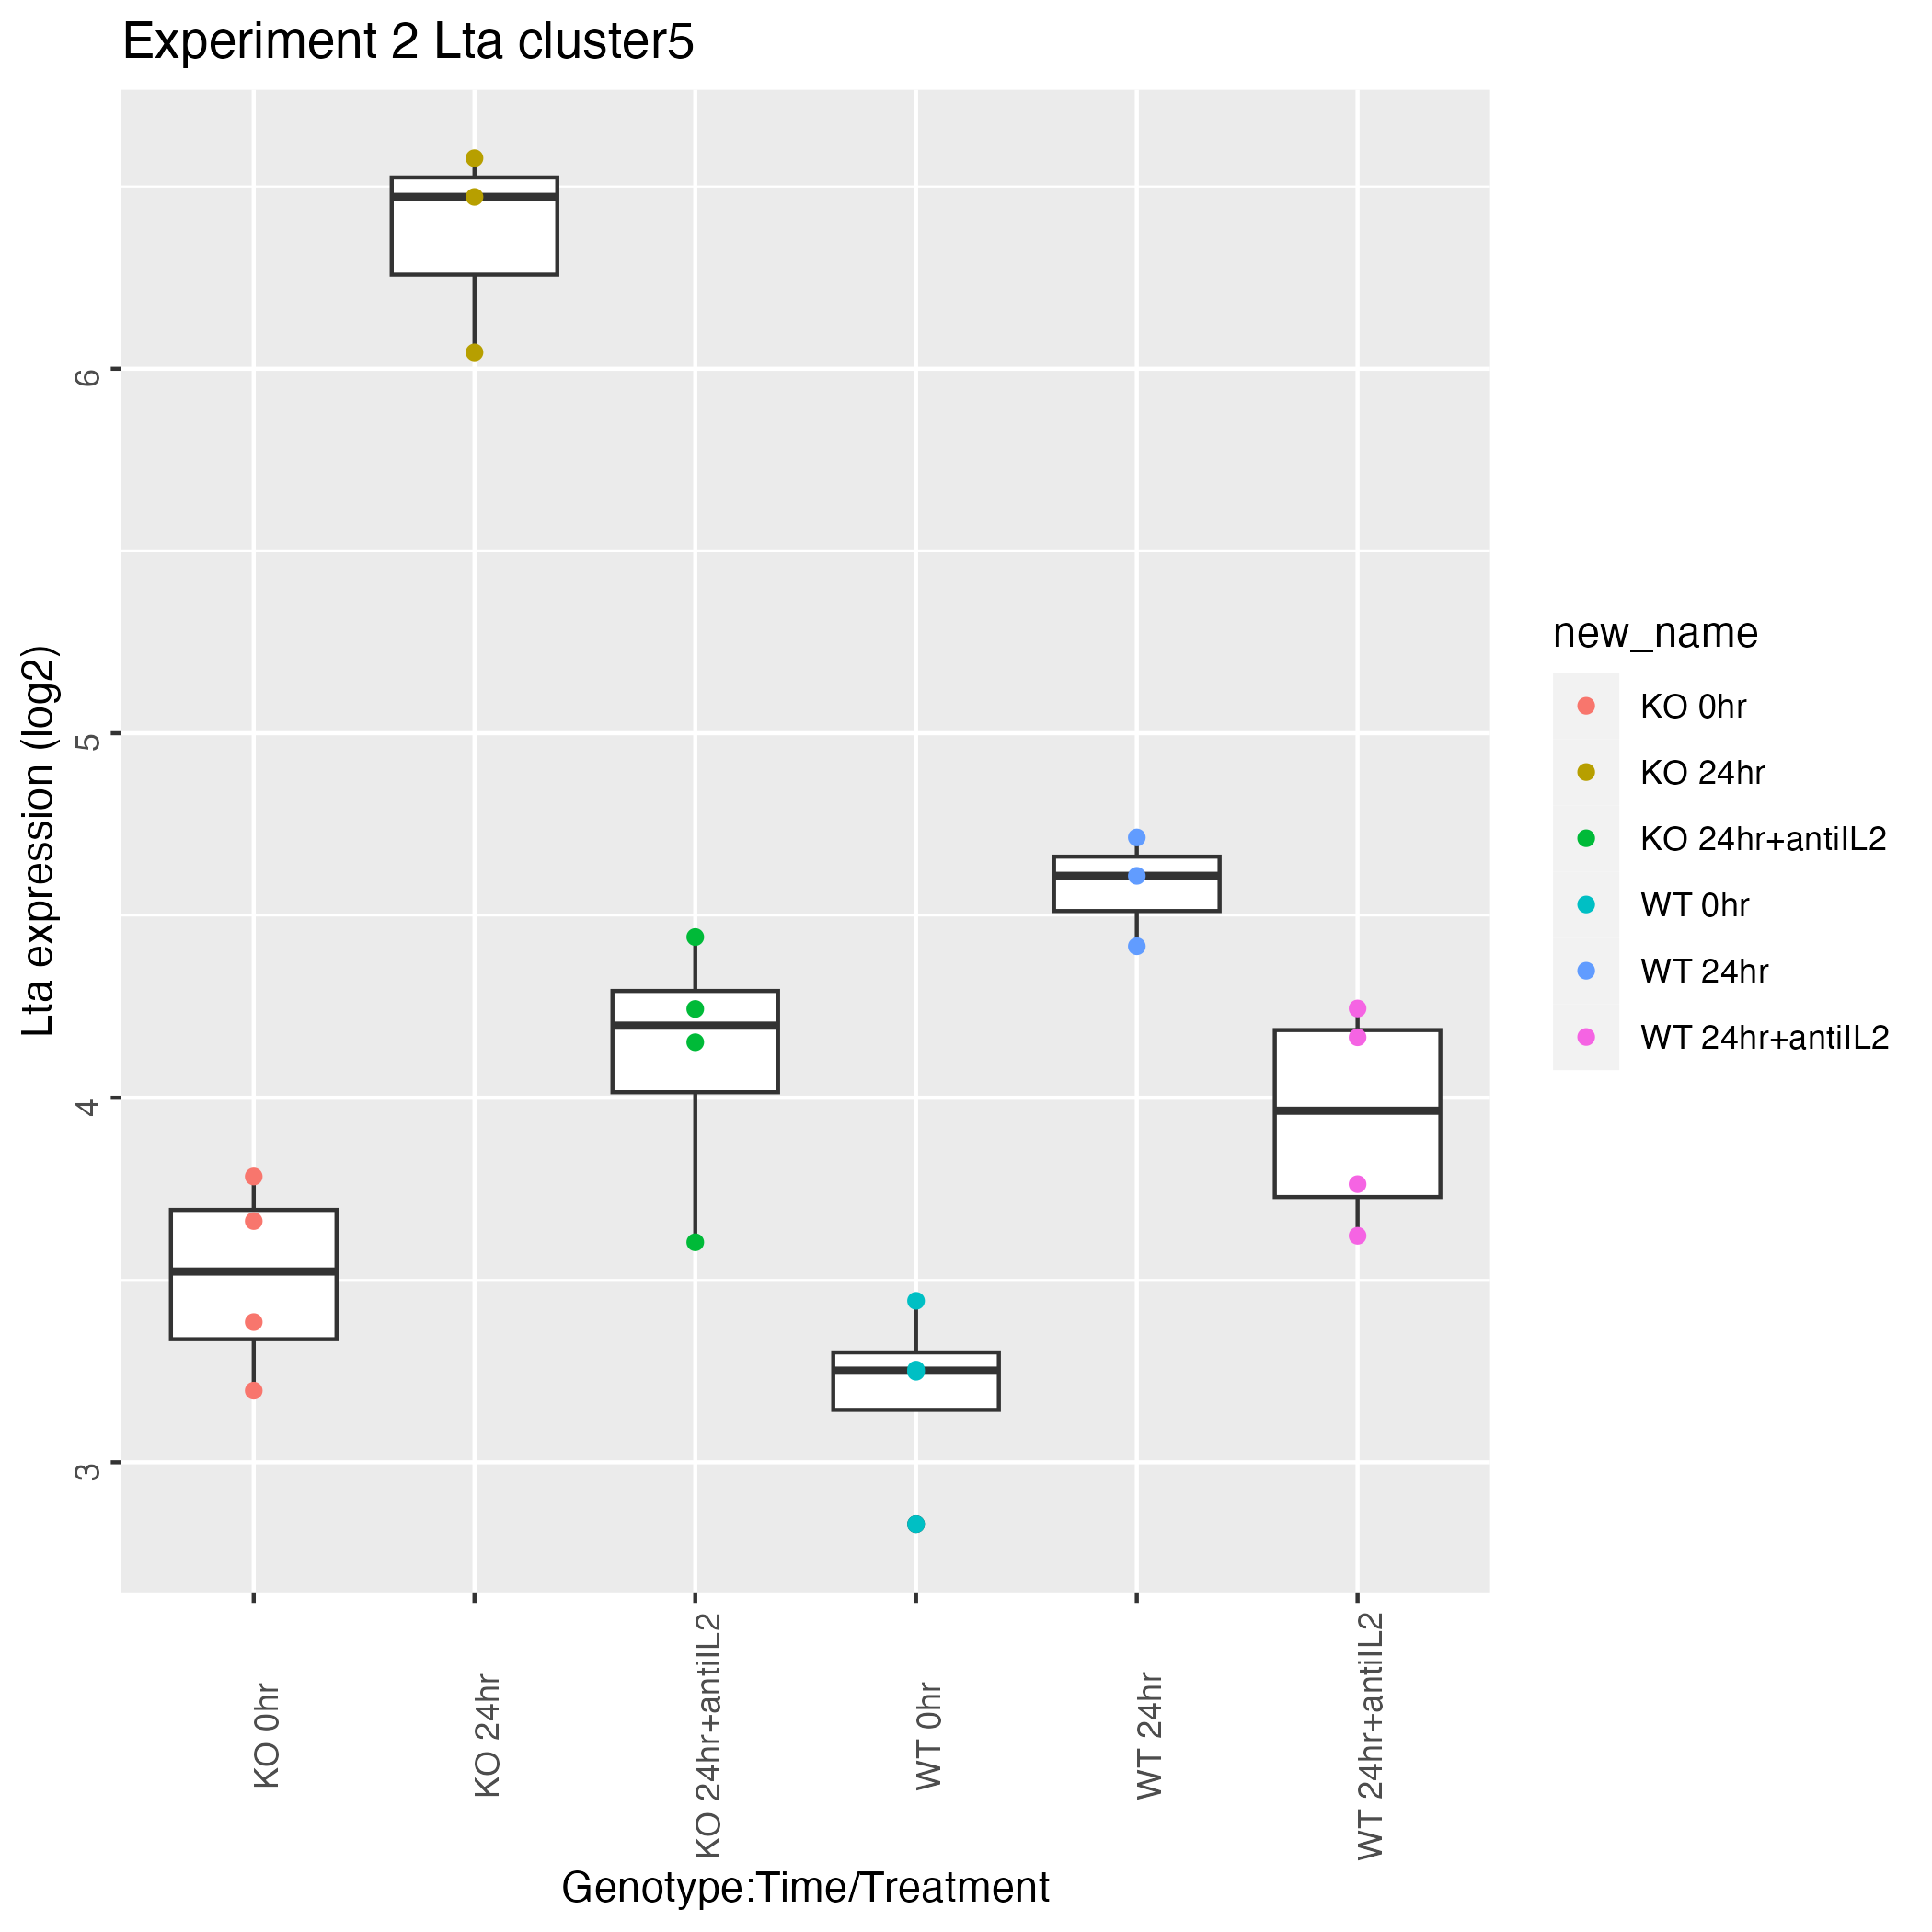 Experiment 2 Lta cluster5
Lta expression (log2)
6
5
4
3
KO 0hr
KO 24hr
KO 24hr+antiIL2
WT 0hr
WT 24hr
WT 24hr+antiIL2
Genotype:Time/Treatment
new_name
KO 0hr
KO 24hr
KO 24hr+antiIL2
WT 0hr
WT 24hr
WT 24hr+antiIL2